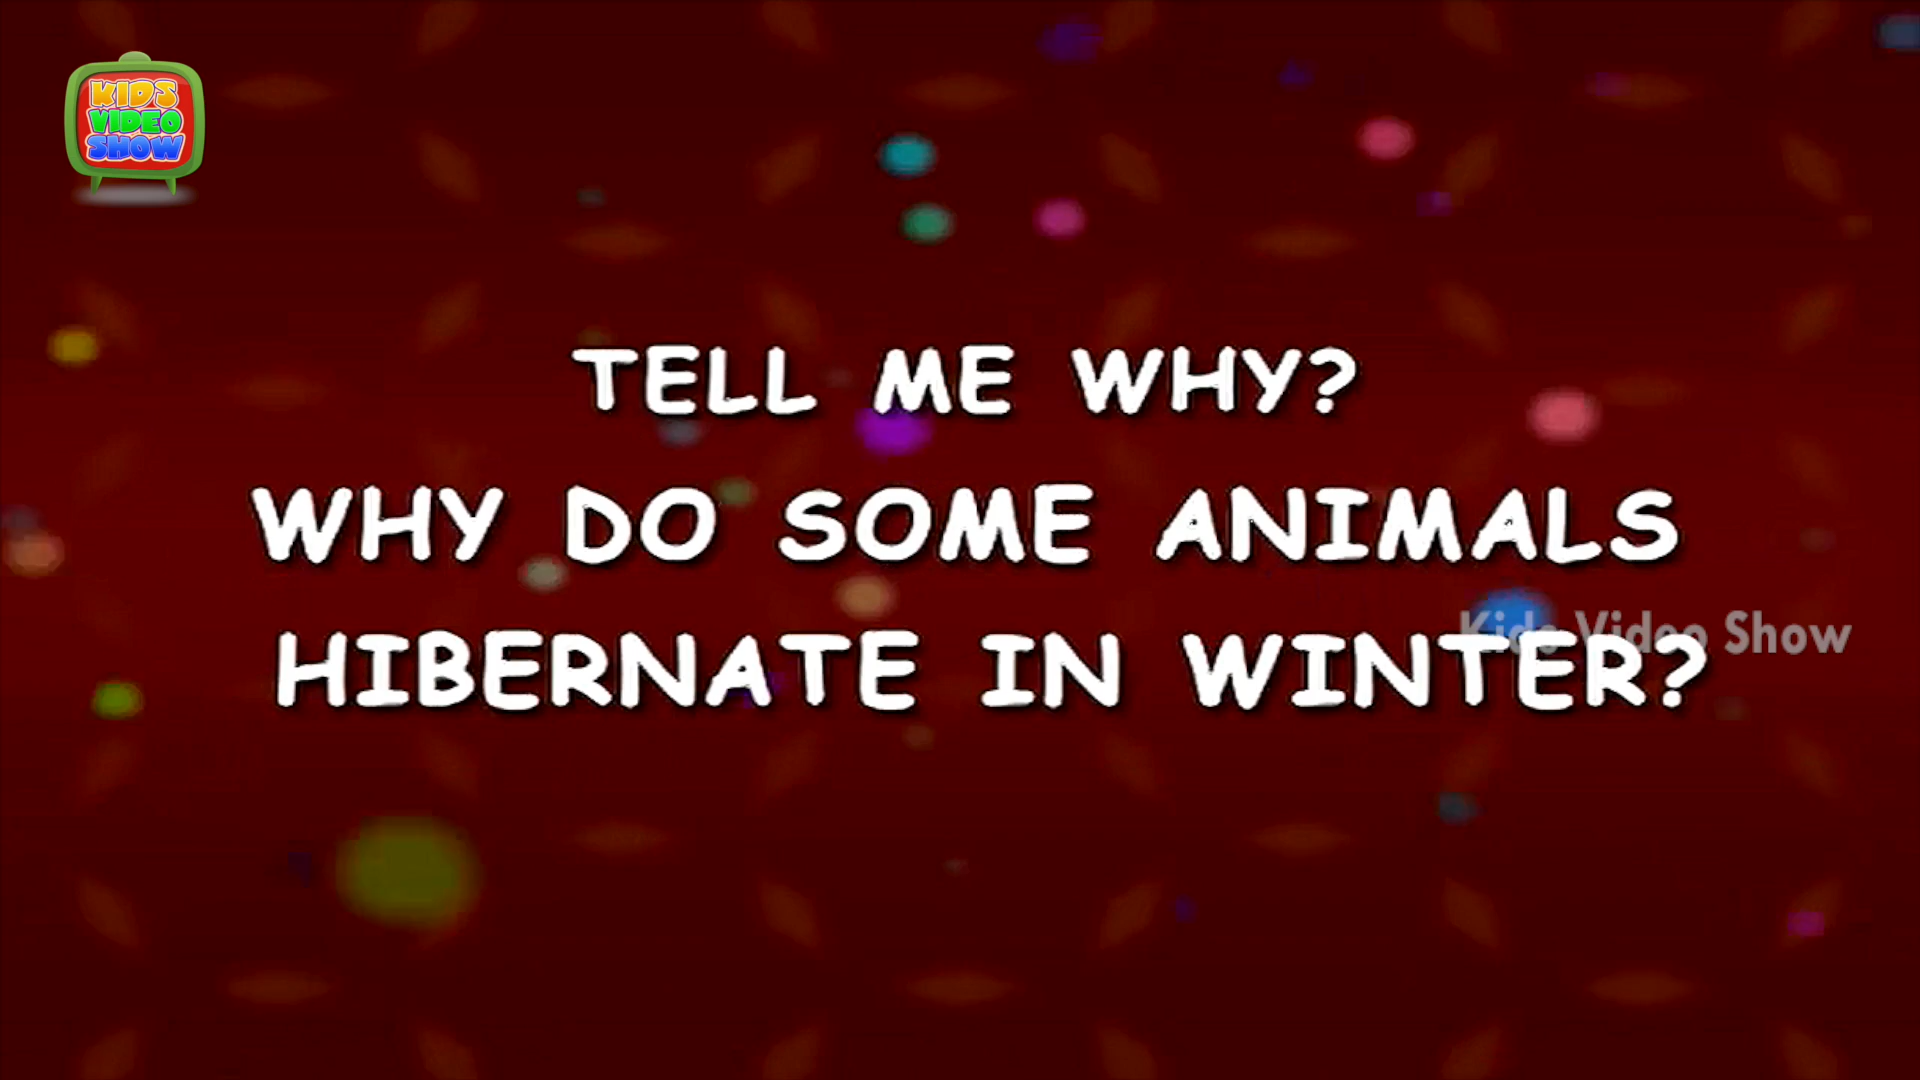 KIDS
VIDEO
SHOW
TELL ME WHY?
WHY DO SOME ANIMALS
HIBERNATE IN WINTER?
Kids Video Show